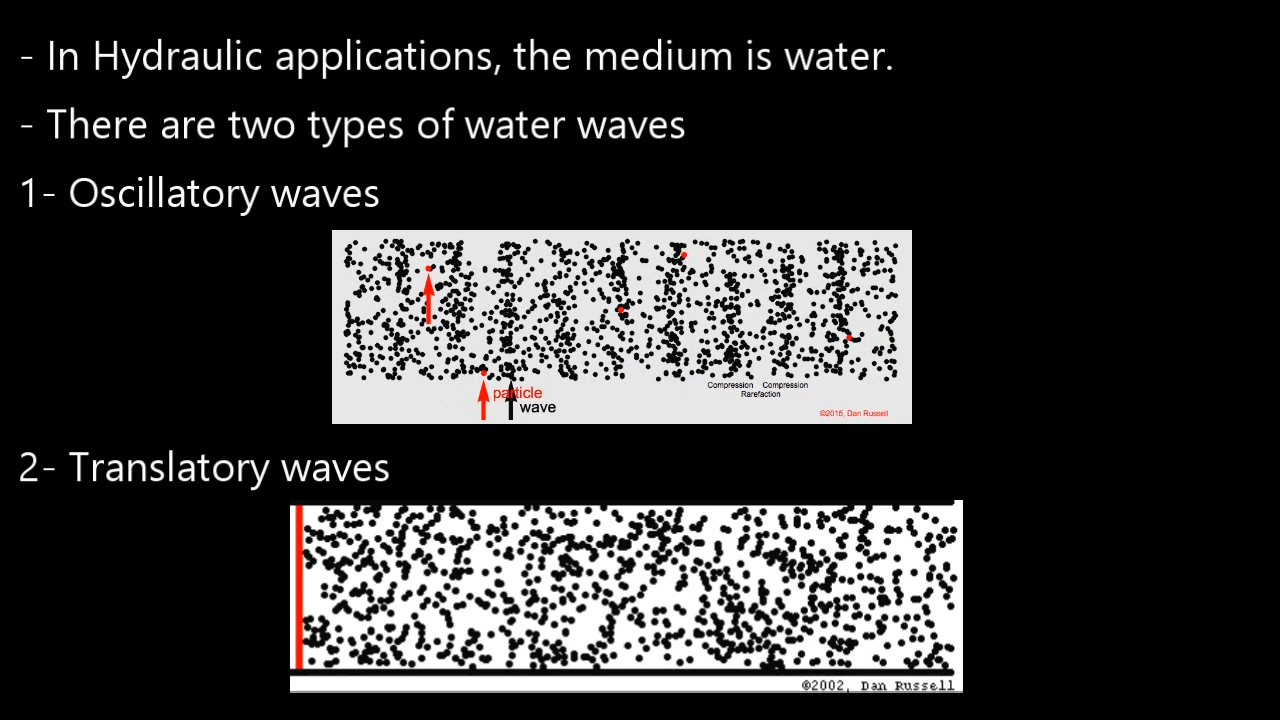 - In Hydraulic applications, the medium is water.
- There are two types of water waves
1- Oscillatory waves
particle
wave
Compression Compression
Rarefaction
©2016, Dan Russell
2- Translatory waves
©2002, Dan Russell